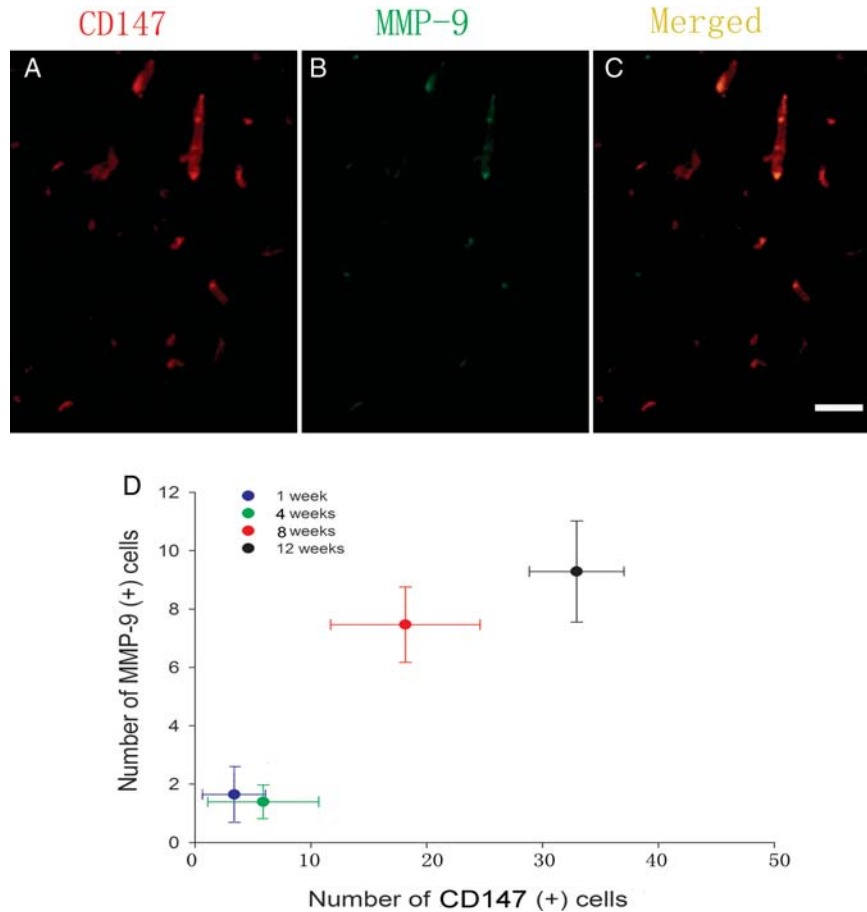 CD147 MMP-9 Merged
A B C
D
12
10
8
6
4
2
0
Number of MMP-9 (+) cells
1 week
4 weeks
8 weeks
12 weeks
0 10 20 30 40 50
Number of CD147 (+) cells